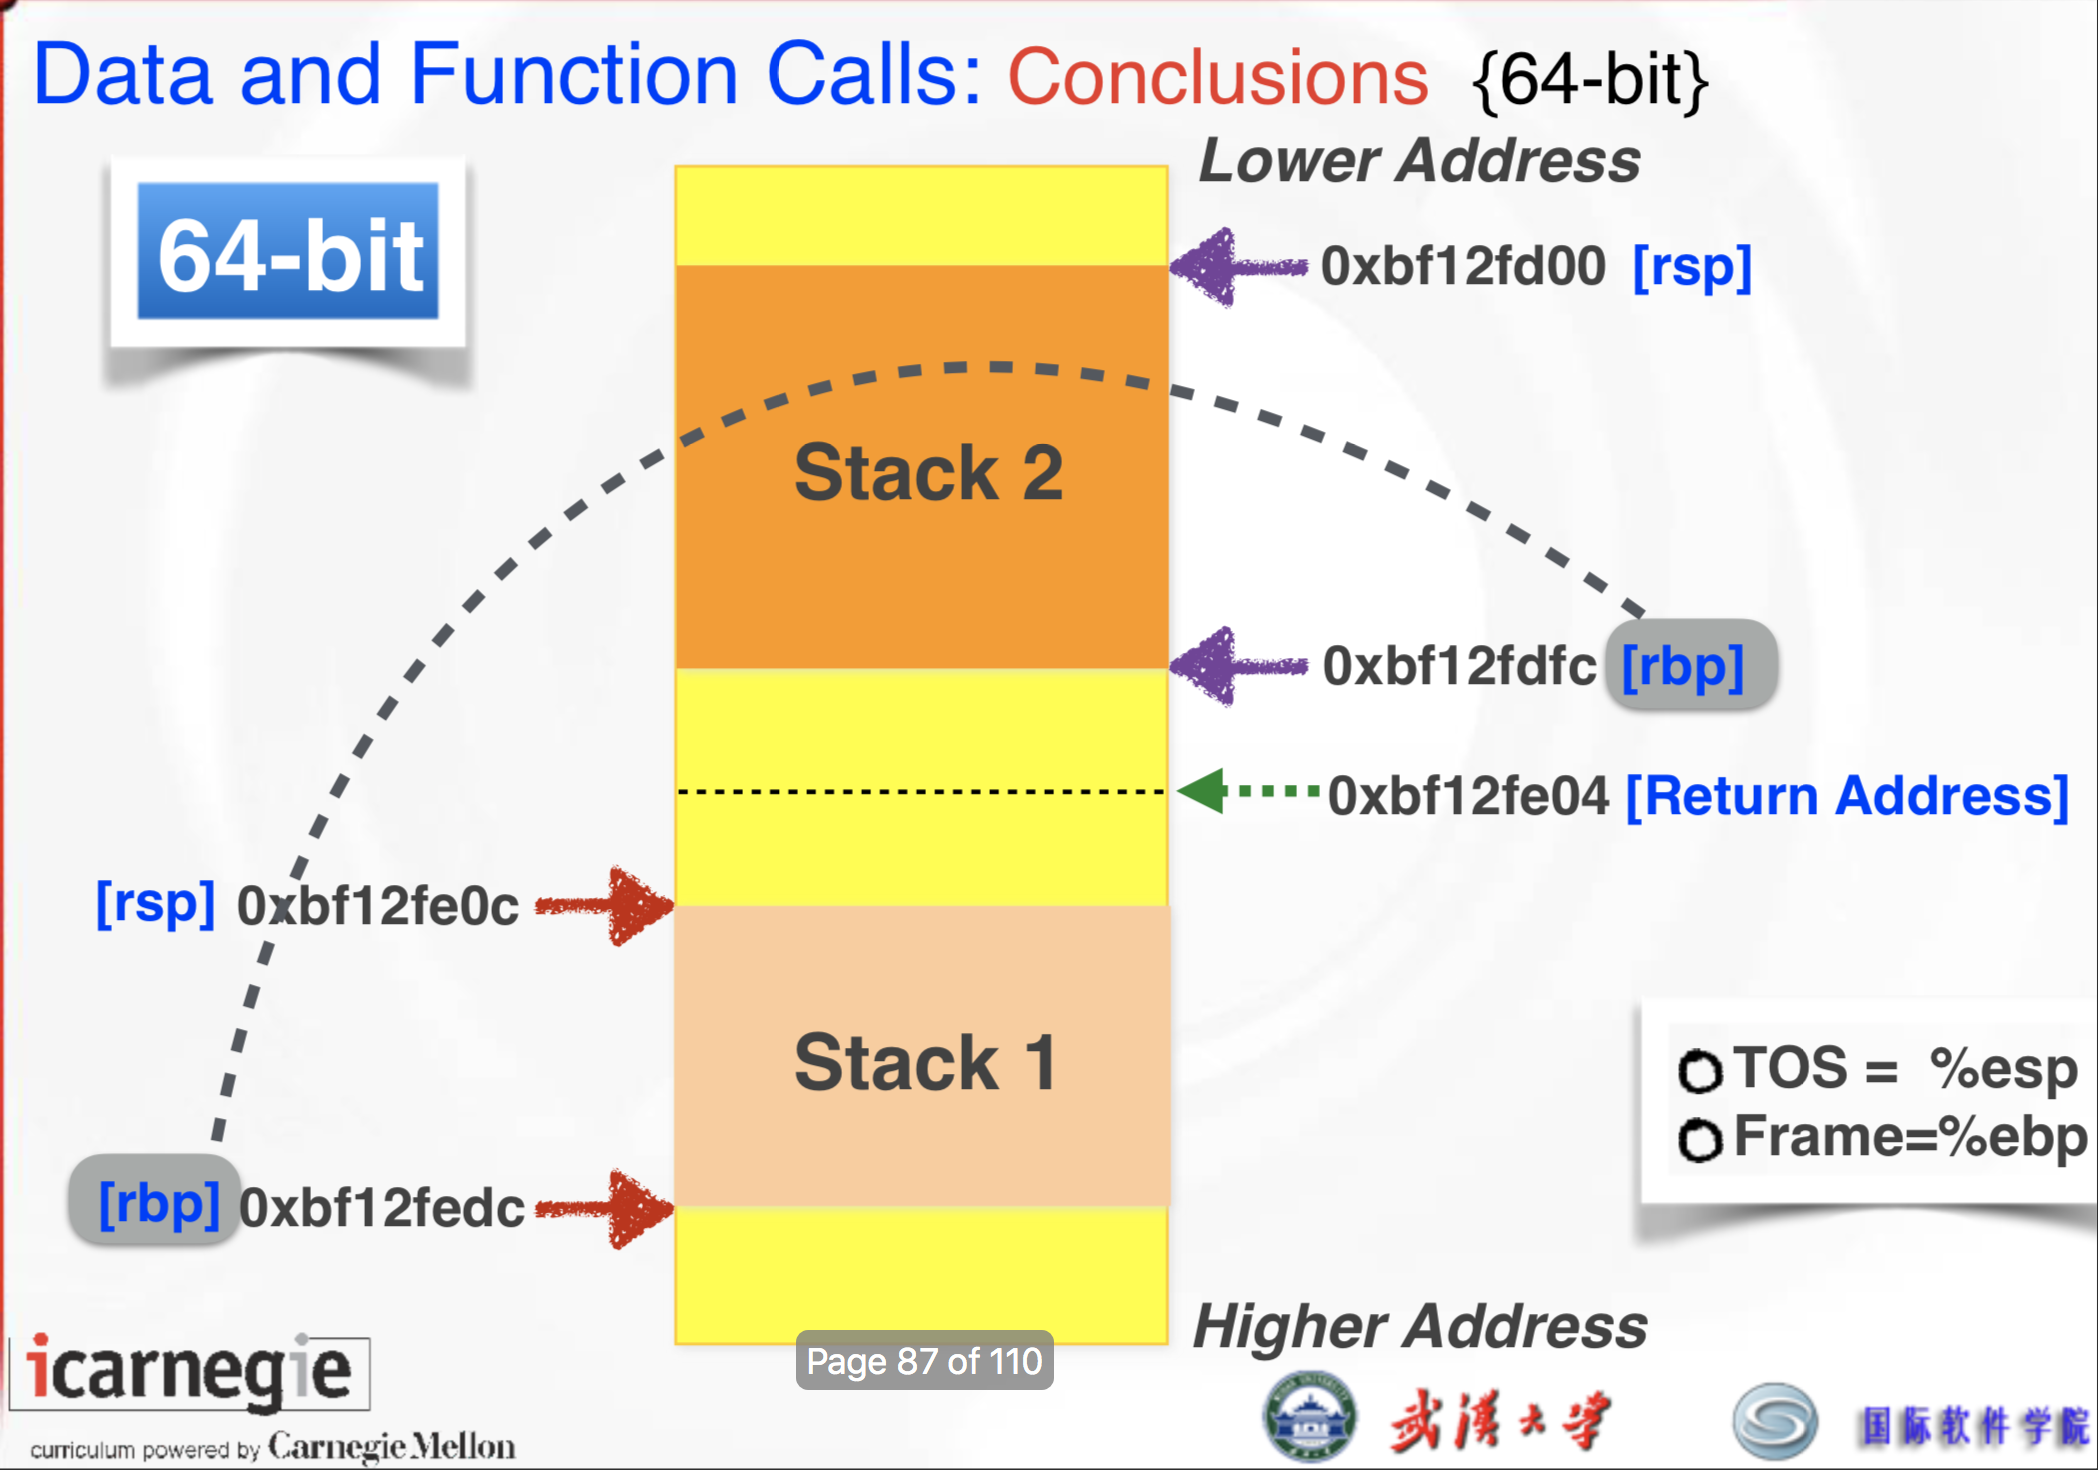 Data and Function Calls: Conclusions {64-bit}
Lower Address
64-bit
0xbf12fd00 [rsp]
Stack 2
0xbf12fdfc [rbp]
0xbf12fe04 [Return Address]
[rsp] 0xbf12fe0c
Stack 1
TOS = %esp
Frame=%ebp
[rbp] 0xbf12fedc
Higher Address
Page 87 of 110
icarnegie
curriculum powered by Carnegie Mellon
武漢大学
国际软件学院